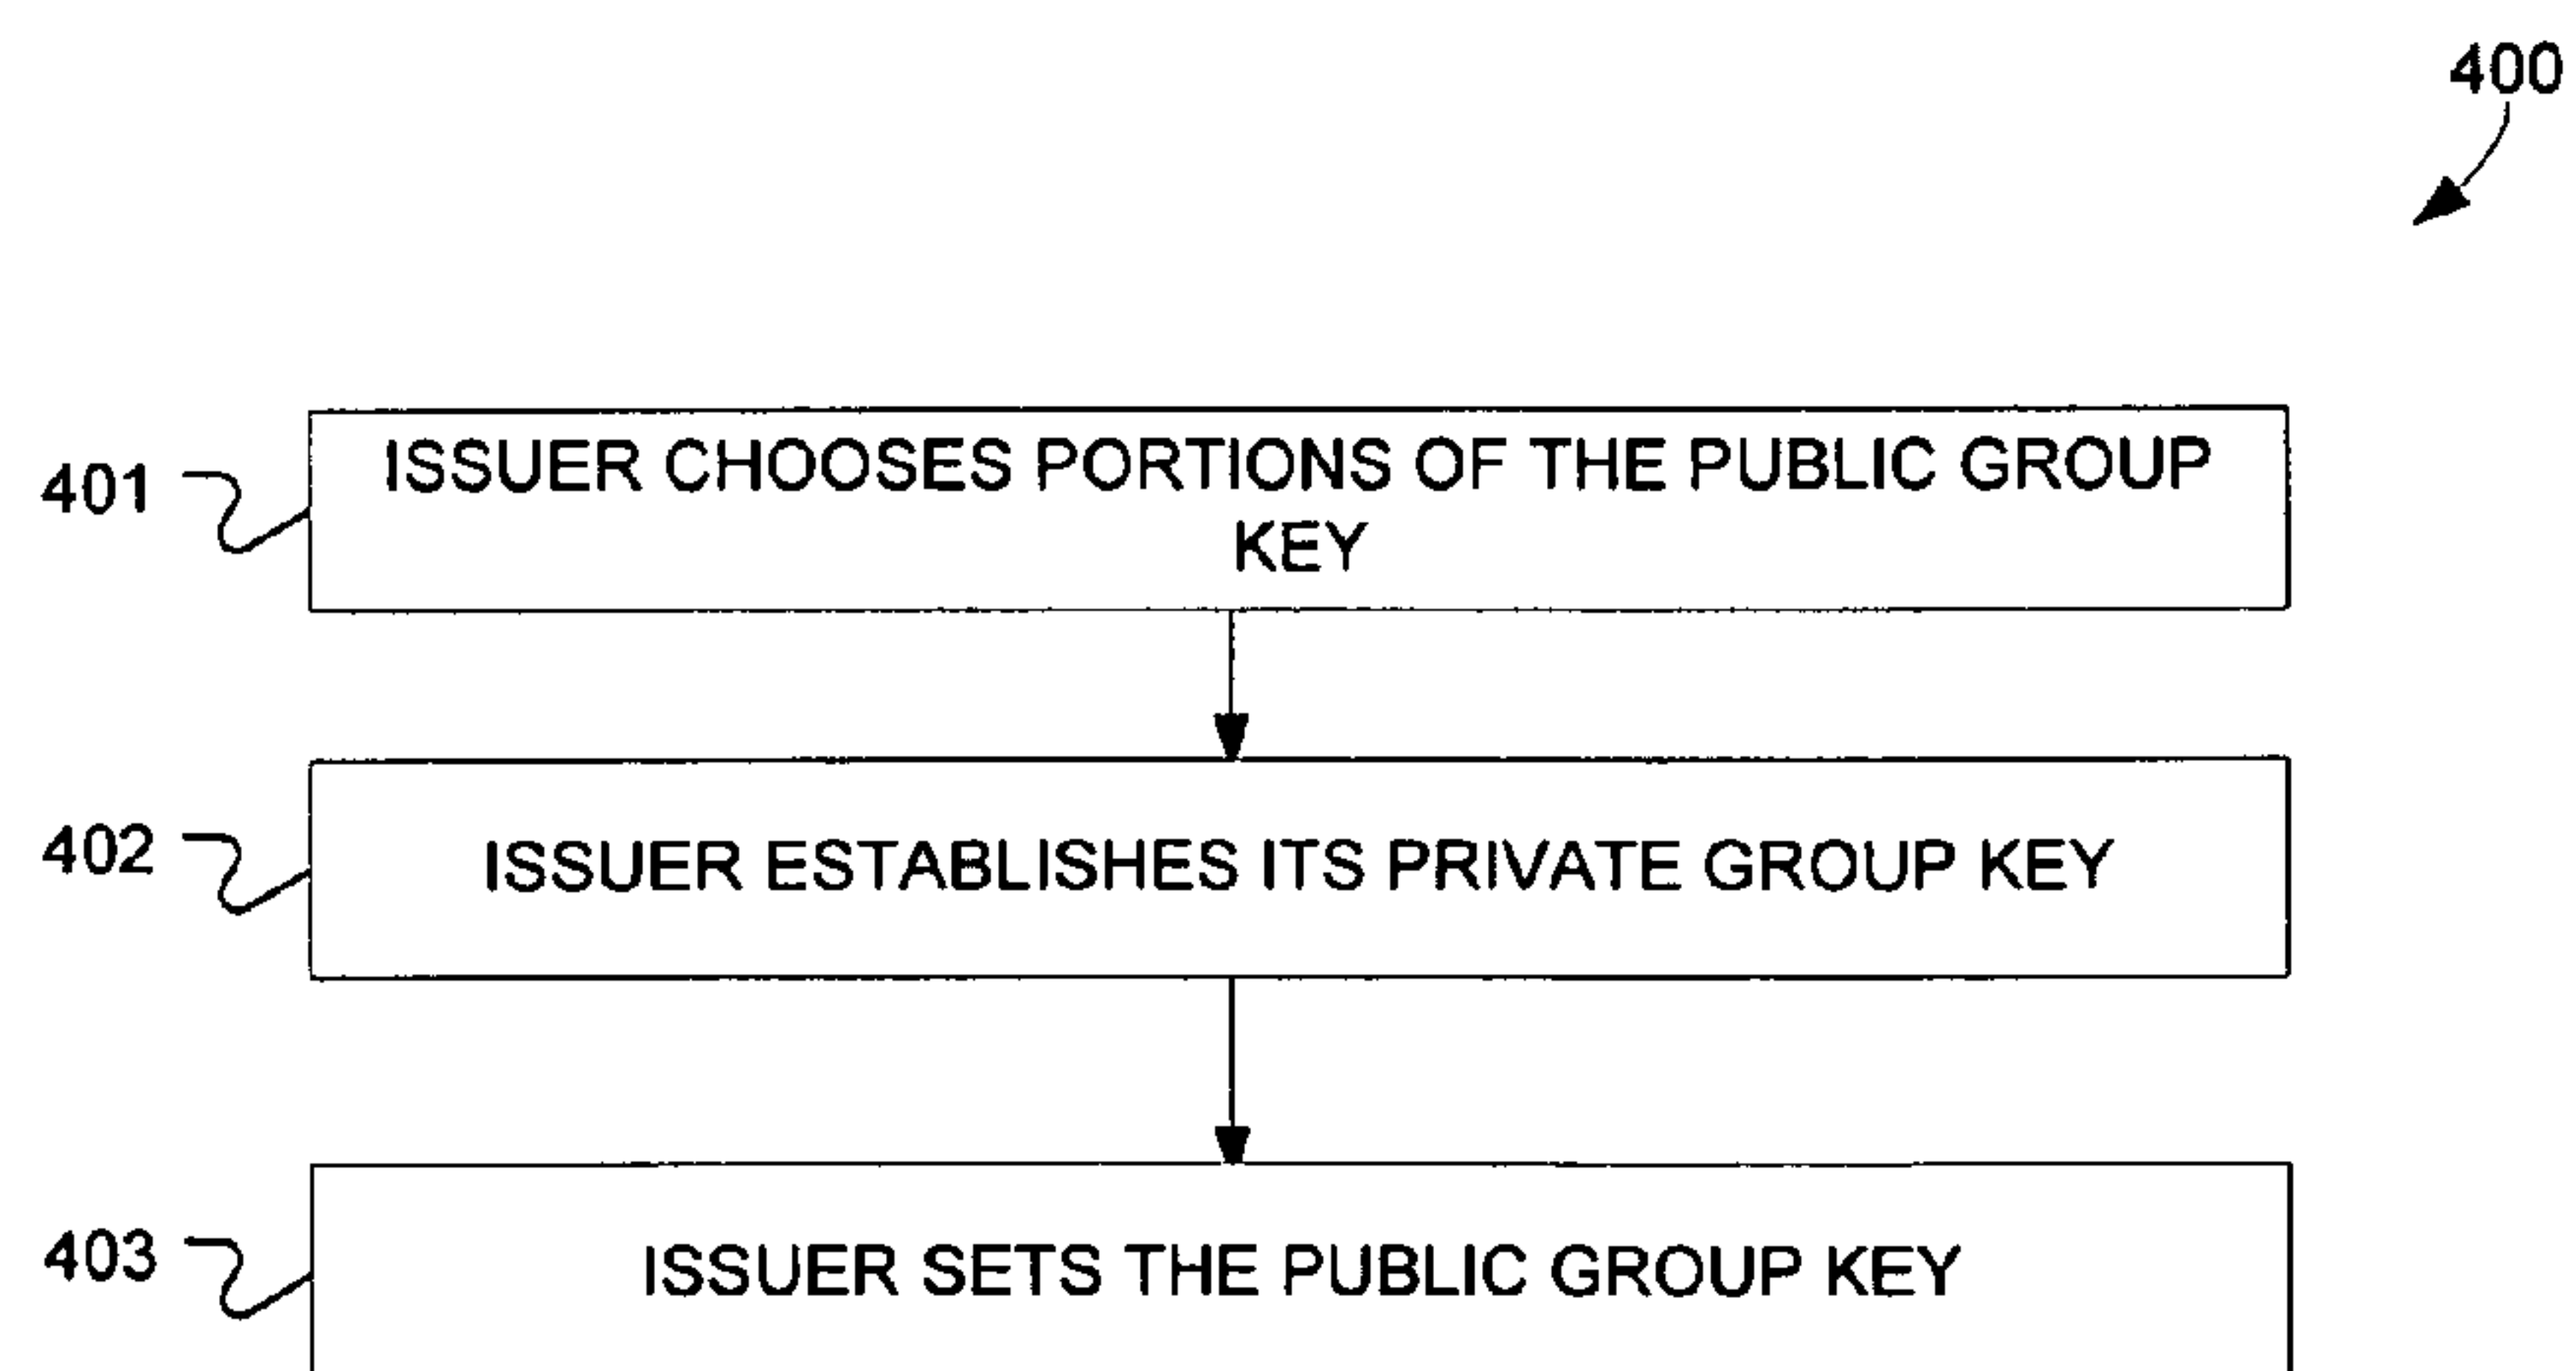 400
401
ISSUER CHOOSES PORTIONS OF THE PUBLIC GROUP
KEY
402
ISSUER ESTABLISHES ITS PRIVATE GROUP KEY
403
ISSUER SETS THE PUBLIC GROUP KEY